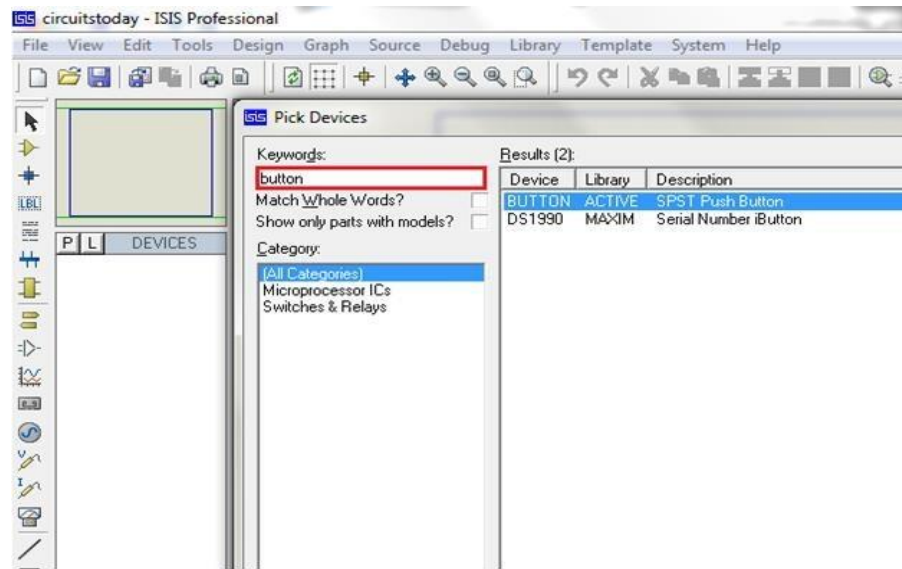 ISIS circuitstoday - ISIS Professional
File View Edit Tools Design Graph Source Debug Library Template System Help
ISIS Pick Devices
Keywords:
button
Match Whole Words?
Show only parts with models?
Category:
(All Categories)
Microprocessor ICs
Switches & Relays
Results (2):
Device Library Description
BUTTON ACTIVE SPST Push Button
DS1990 MAXIM Serial Number iButton
P L DEVICES
LBL
V
I